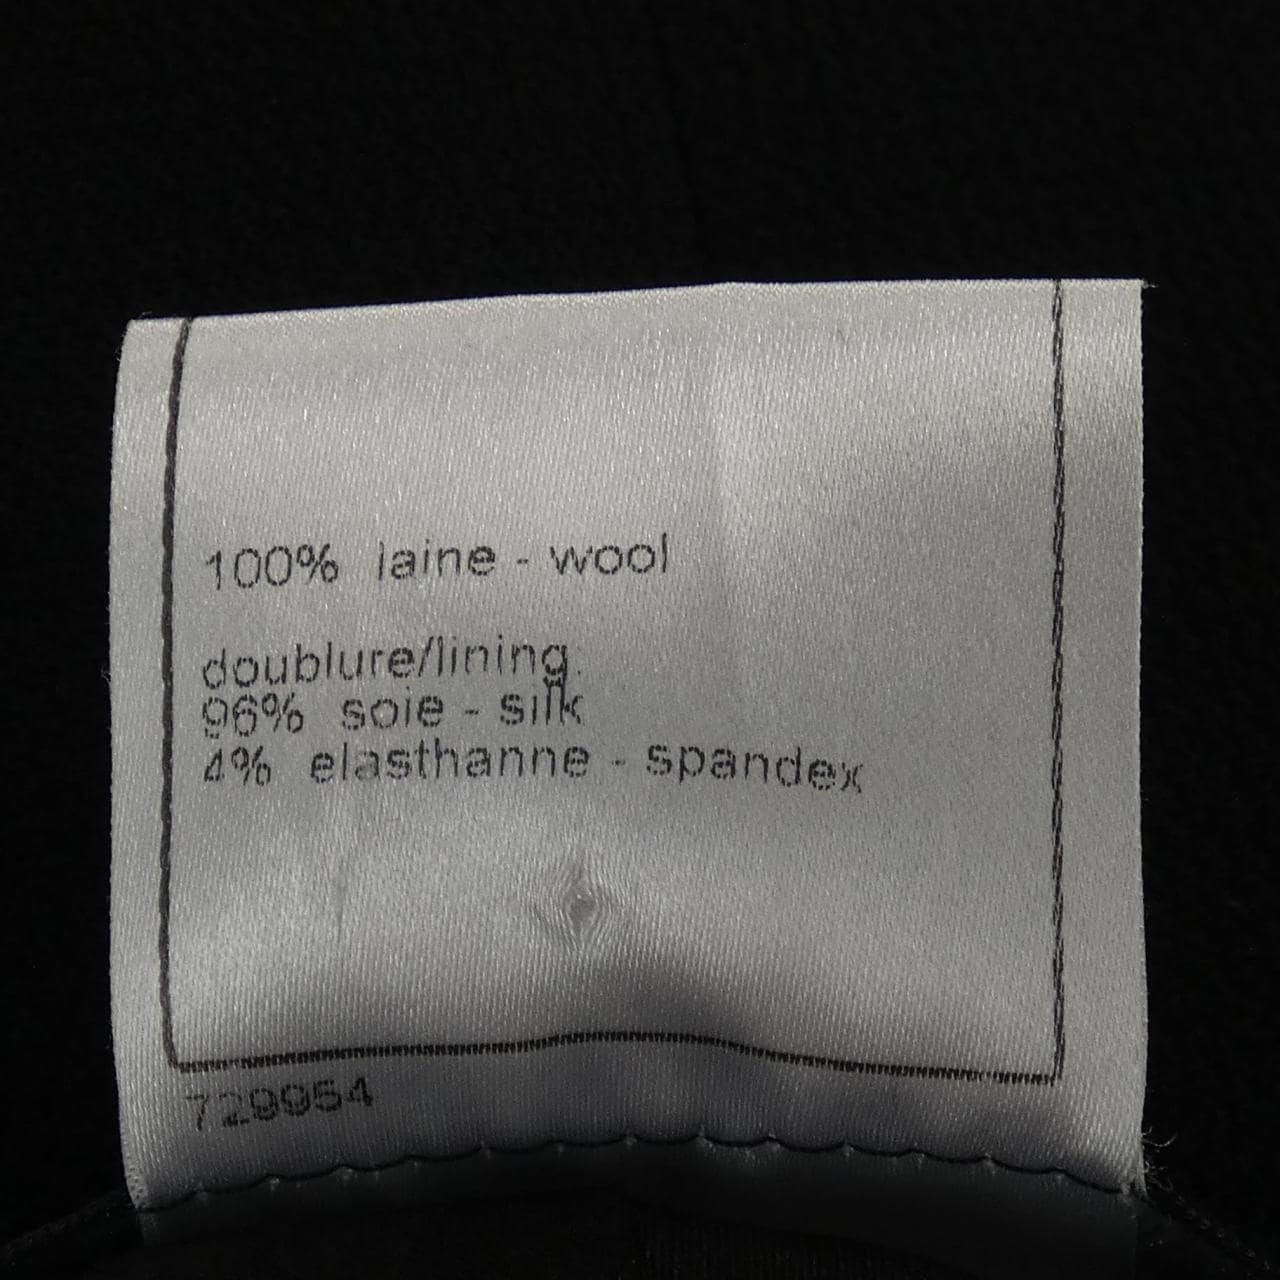 100% laine - wool
doublure/lining:
96% soie - silk
4% elasthanne - spandex
729954